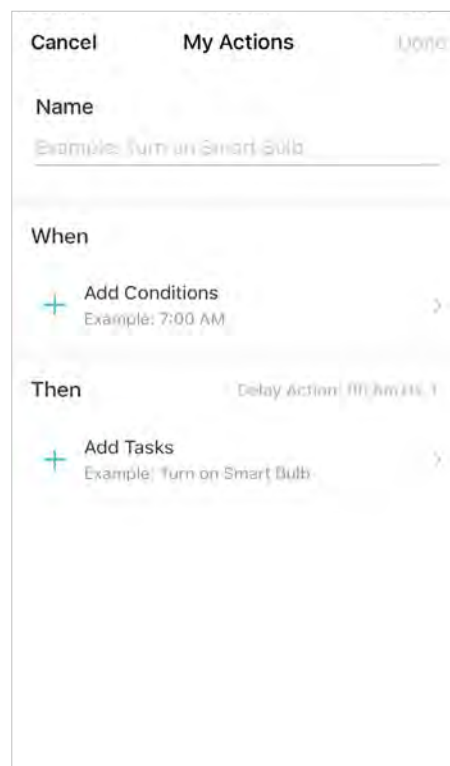 Cancel My Actions Done
Name
Example: Turn on Smart Bulb
When
Add Conditions
Example: 7:00 AM
Then Delay Action:
Add Tasks
Example: Turn on Smart Bulb